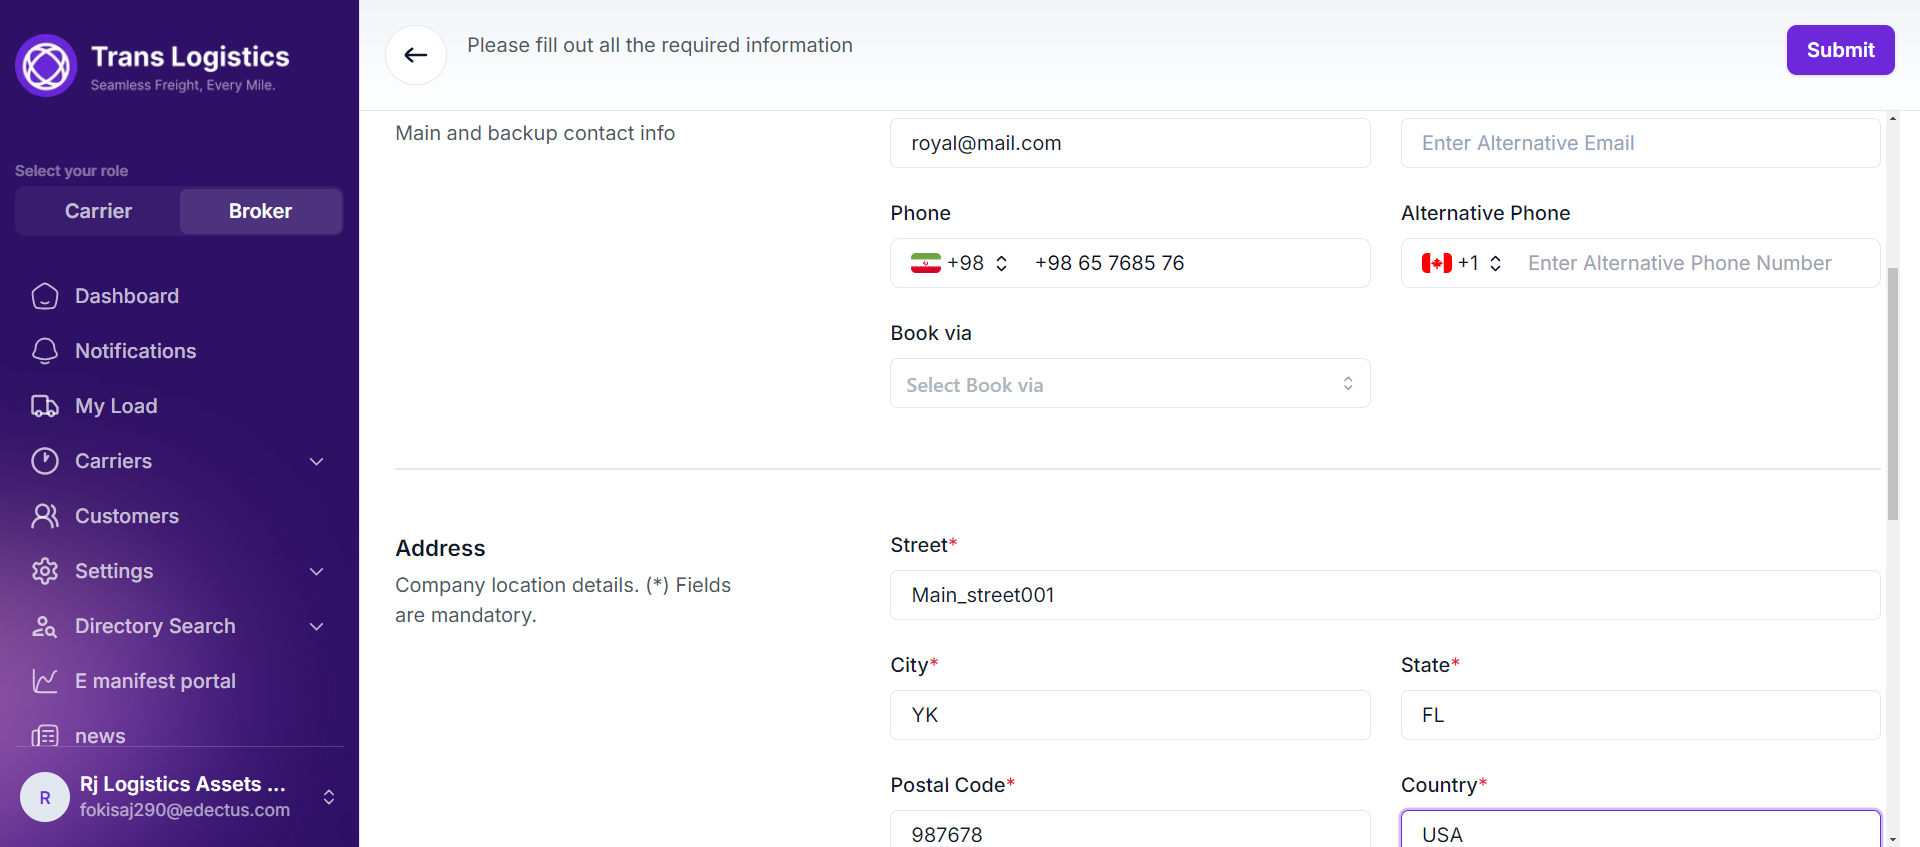 Trans Logistics
Seamless Freight, Every Mile.
Select your role
Carrier
Broker
Dashboard
Notifications
My Load
Carriers
Customers
Settings
Directory Search
E manifest portal
news
R
Rj Logistics Assets ...
fokisaj290@edectus.com
Please fill out all the required information
Submit
Main and backup contact info
royal@mail.com
Enter Alternative Email
Phone
Alternative Phone
+98
+98 65 7685 76
+1
Enter Alternative Phone Number
Book via
Select Book via
Address
Company location details. (*) Fields
are mandatory.
Street*
Main_street001
City*
State*
YK
FL
Postal Code*
Country*
987678
USA